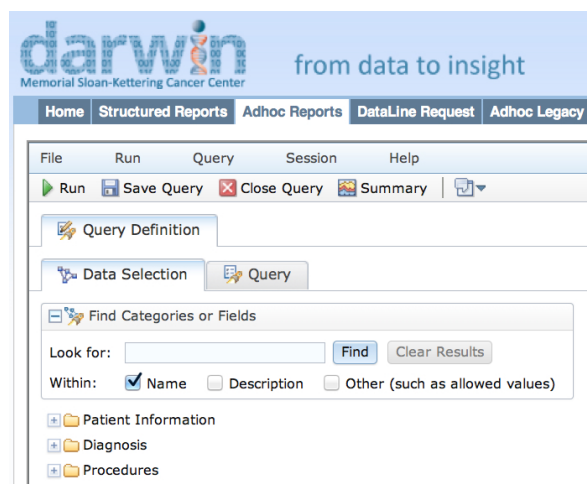 darwin
Memorial Sloan-Kettering Cancer Center
from data to insight
Home Structured Reports Adhoc Reports DataLine Request Adhoc Legacy
File Run Query Session Help
Run Save Query Close Query Summary
Query Definition
Data Selection Query
Find Categories or Fields
Look for: Find Clear Results
Within: Name Description Other (such as allowed values)
Patient Information
Diagnosis
Procedures